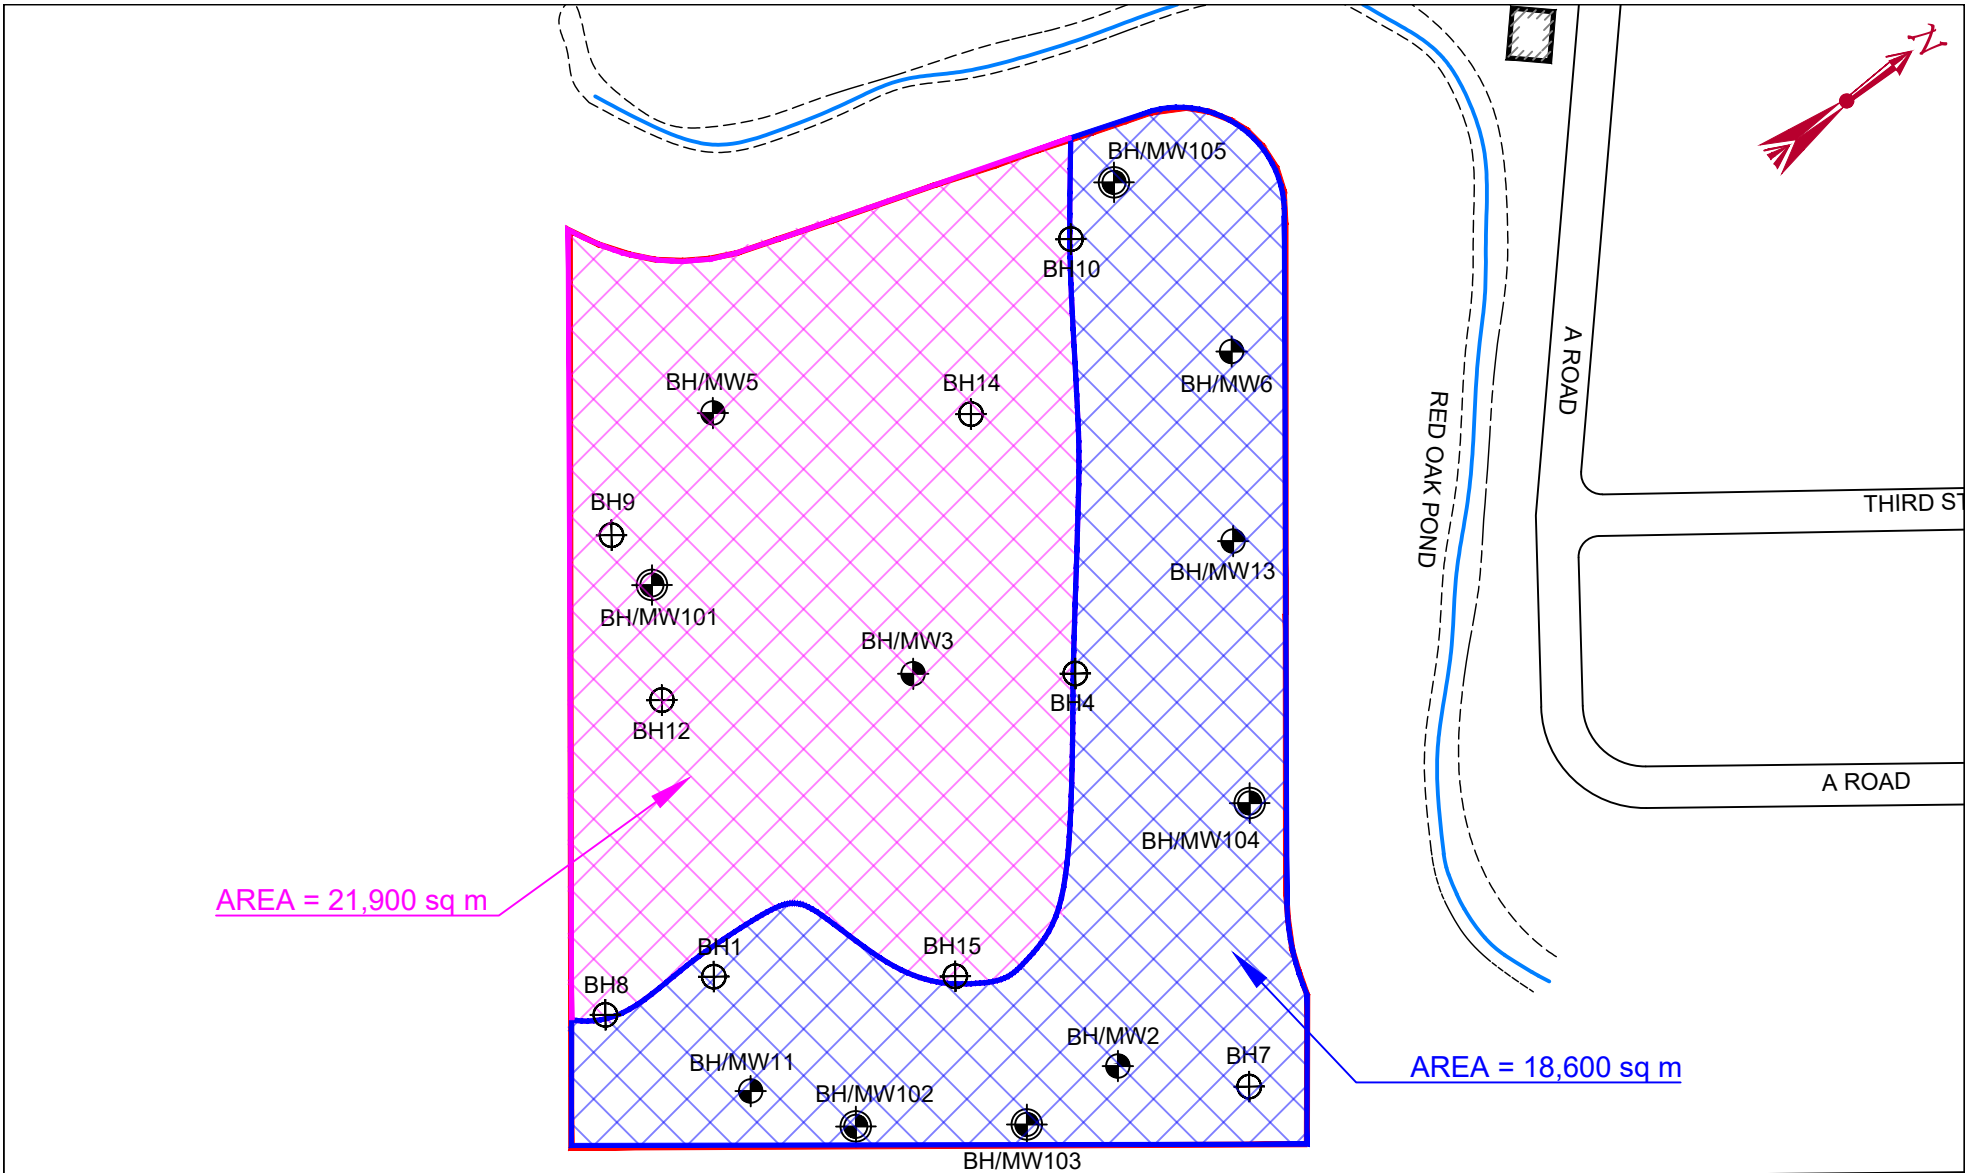 N
BH/MW105
BH10
A ROAD
BH/MW5
BH14
BH/MW6
RED OAK POND
BH9
THIRD ST
BH/MW13
BH/MW101
BH/MW3
BH4
BH12
A ROAD
BH/MW104
AREA = 21,900 sq m
BH1
BH15
BH8
BH/MW2
BH7
BH/MW11
AREA = 18,600 sq m
BH/MW102
BH/MW103